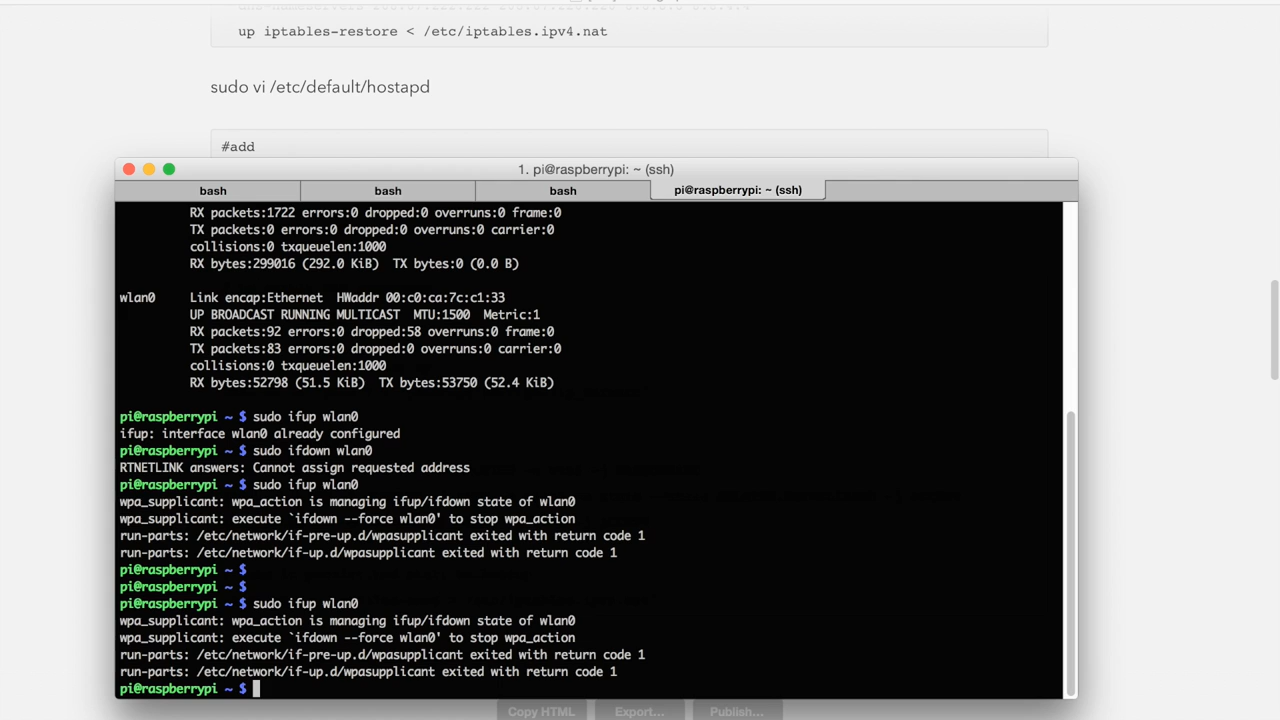 up iptables-restore < /etc/iptables.ipv4.nat
sudo vi /etc/default/hostapd
#add
1. pi@raspberrypi: ~ (ssh)
bash
bash
bash
pi@raspberrypi: ~ (ssh)
RX packets:1722 errors:0 dropped:0 overruns:0 frame:0
TX packets:0 errors:0 dropped:0 overruns:0 carrier:0
collisions:0 txqueuelen:1000
RX bytes:299016 (292.0 KiB)  TX bytes:0 (0.0 B)
wlan0     Link encap:Ethernet  HWaddr 00:c0:ca:7c:c1:33
UP BROADCAST RUNNING MULTICAST  MTU:1500  Metric:1
RX packets:92 errors:0 dropped:58 overruns:0 frame:0
TX packets:83 errors:0 dropped:0 overruns:0 carrier:0
collisions:0 txqueuelen:1000
RX bytes:52798 (51.5 KiB)  TX bytes:53750 (52.4 KiB)
pi@raspberrypi ~ $ sudo ifup wlan0
ifup: interface wlan0 already configured
pi@raspberrypi ~ $ sudo ifdown wlan0
RTNETLINK answers: Cannot assign requested address
pi@raspberrypi ~ $ sudo ifup wlan0
wpa_supplicant: wpa_action is managing ifup/ifdown state of wlan0
wpa_supplicant: execute `ifdown --force wlan0' to stop wpa_action
run-parts: /etc/network/if-pre-up.d/wpasupplicant exited with return code 1
run-parts: /etc/network/if-up.d/wpasupplicant exited with return code 1
pi@raspberrypi ~ $
pi@raspberrypi ~ $
pi@raspberrypi ~ $ sudo ifup wlan0
wpa_supplicant: wpa_action is managing ifup/ifdown state of wlan0
wpa_supplicant: execute `ifdown --force wlan0' to stop wpa_action
run-parts: /etc/network/if-pre-up.d/wpasupplicant exited with return code 1
run-parts: /etc/network/if-up.d/wpasupplicant exited with return code 1
pi@raspberrypi ~ $
Copy HTML
Export...
Publish...